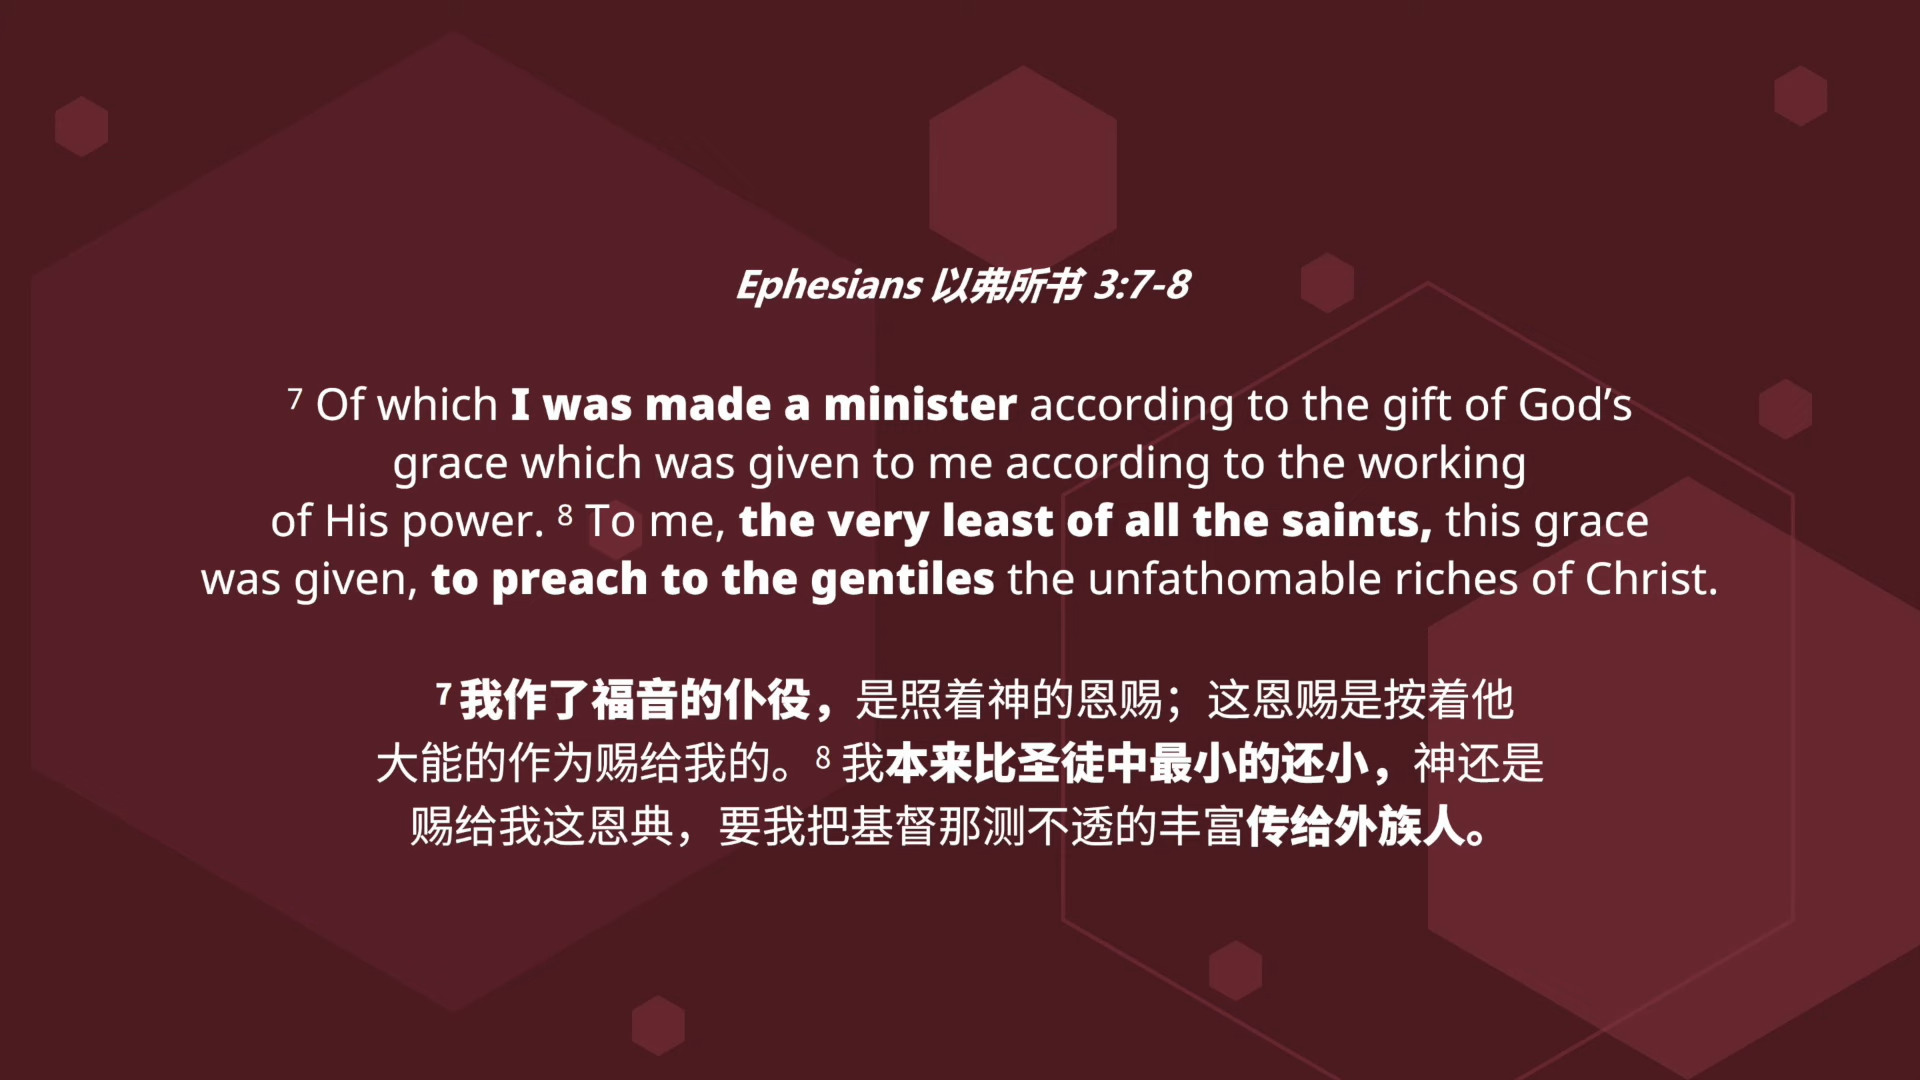 Ephesians 以弗所书 3:7-8
⁷ Of which I was made a minister according to the gift of God’s
grace which was given to me according to the working
of His power. ⁸ To me, the very least of all the saints, this grace
was given, to preach to the gentiles the unfathomable riches of Christ.
⁷ 我作了福音的仆役，是照着神的恩赐；这恩赐是按着他
大能的作为赐给我的。⁸ 我本来比圣徒中最小的还小，神还是
赐给我这恩典，要我把基督那测不透的丰富传给外族人。